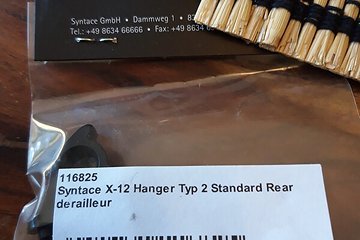 Syntace GmbH • Dammweg 1 •
Tel.: +49 8634 66666 • Fax: +49 8634
116825
Syntace X-12 Hanger Typ 2 Standard Rear
derailleur